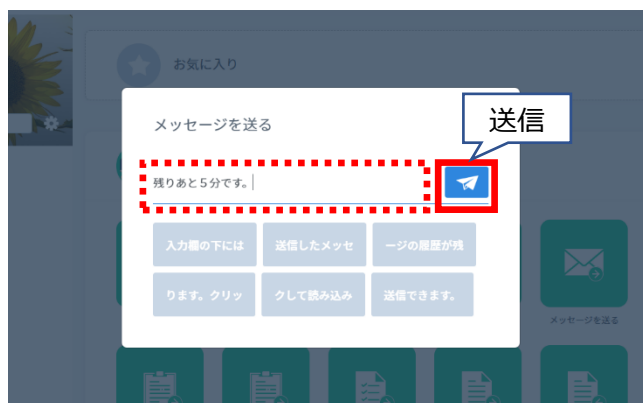 お気に入り
メッセージを送る
送信
残りあと５分です。
入力欄の下には
送信したメッセ
ージの履歴が残
ります。クリッ
クして読み込み
送信できます。
メッセージを送る